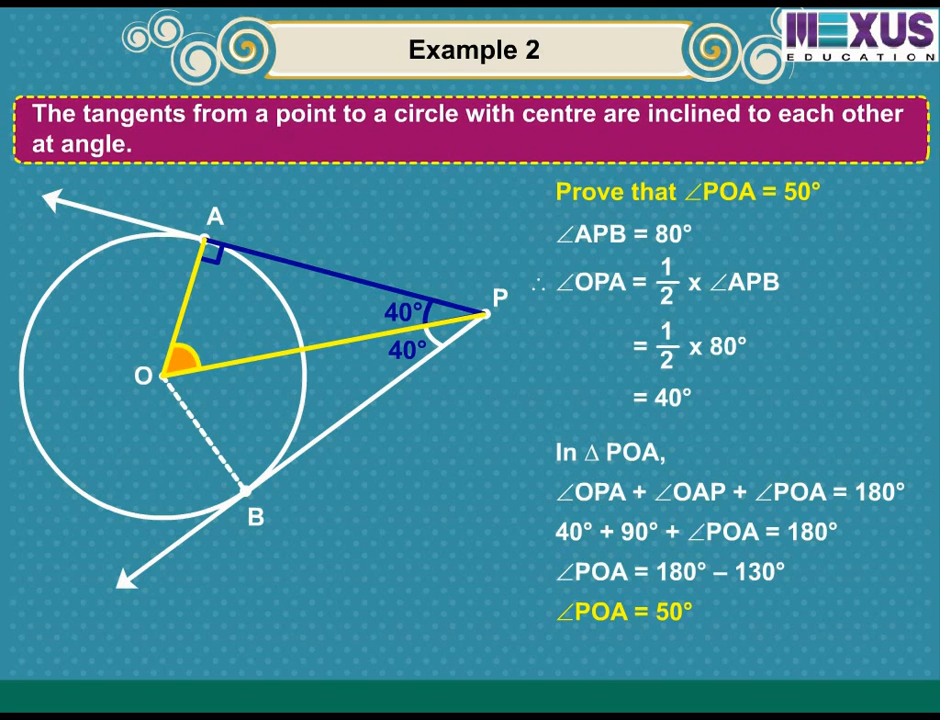 Example 2
MEXUS
EDUCATION
The tangents from a point to a circle with centre are inclined to each other
at angle.
Prove that ∠POA = 50°
∠APB = 80°
∴ ∠OPA = 1/2 x ∠APB
= 1/2 x 80°
= 40°
In Δ POA,
∠OPA + ∠OAP + ∠POA = 180°
40° + 90° + ∠POA = 180°
∠POA = 180° – 130°
∠POA = 50°
A
P
40°
40°
O
B